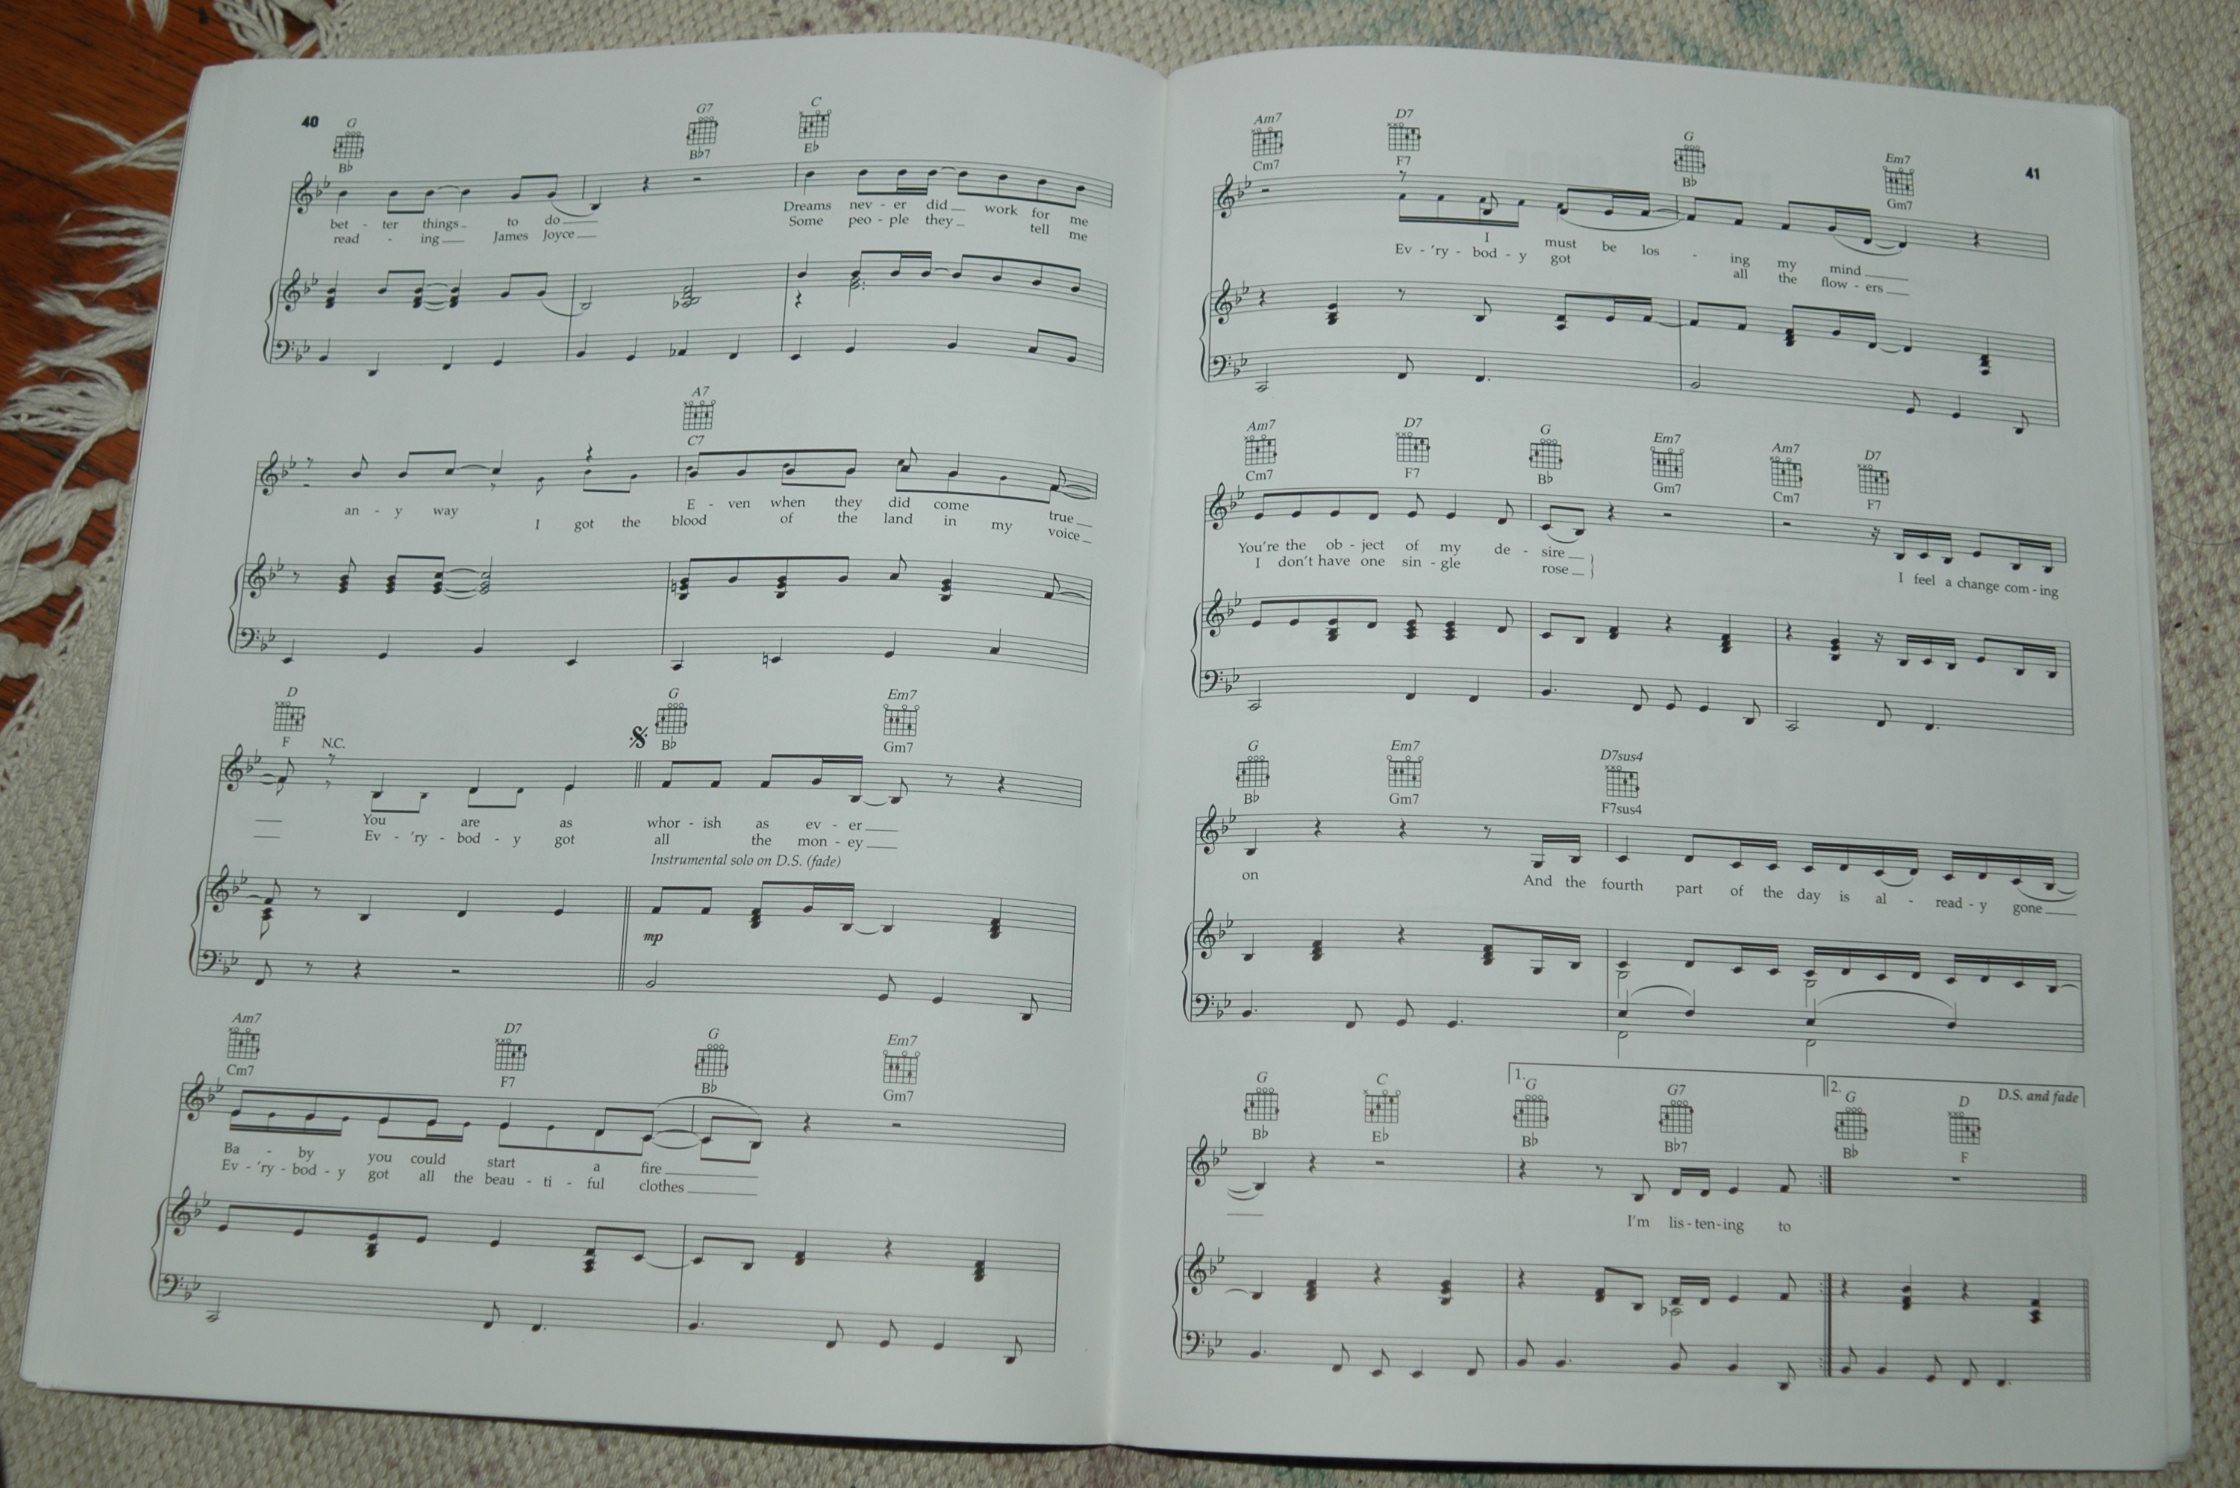 40
G G7 C
B♭ B♭7 E♭
bet - ter things to do Dreams nev - er did work for me
read - ing James Joyce Some peo - ple they tell me
A7
C7
an - y way E - ven when they did come true
I got the blood of the land in my voice
D G Em7
F N.C. B♭ Gm7
You are as whor - ish as ev - er
Ev - 'ry - bod - y got all the mon - ey
Instrumental solo on D.S. (fade)
mp
Am7 D7 G Em7
Cm7 F7 B♭ Gm7
Ba - by you could start a fire
Ev - 'ry - bod - y got all the beau - ti - ful clothes
41
Am7 D7 G Em7
Cm7 F7 B♭ Gm7
I must be los - ing my mind
Ev - 'ry - bod - y got all the flow - ers
Am7 D7 G Em7 Am7 D7
Cm7 F7 B♭ Gm7 Cm7 F7
You're the ob - ject of my de - sire
I don't have one sin - gle rose
I feel a change com - ing
G Em7 D7sus4
B♭ Gm7 F7sus4
on And the fourth part of the day is al - read - y gone
1. 2. D.S. and fade
G C G G7 G D
B♭ E♭ B♭ B♭7 B♭ F
I'm lis - ten - ing to